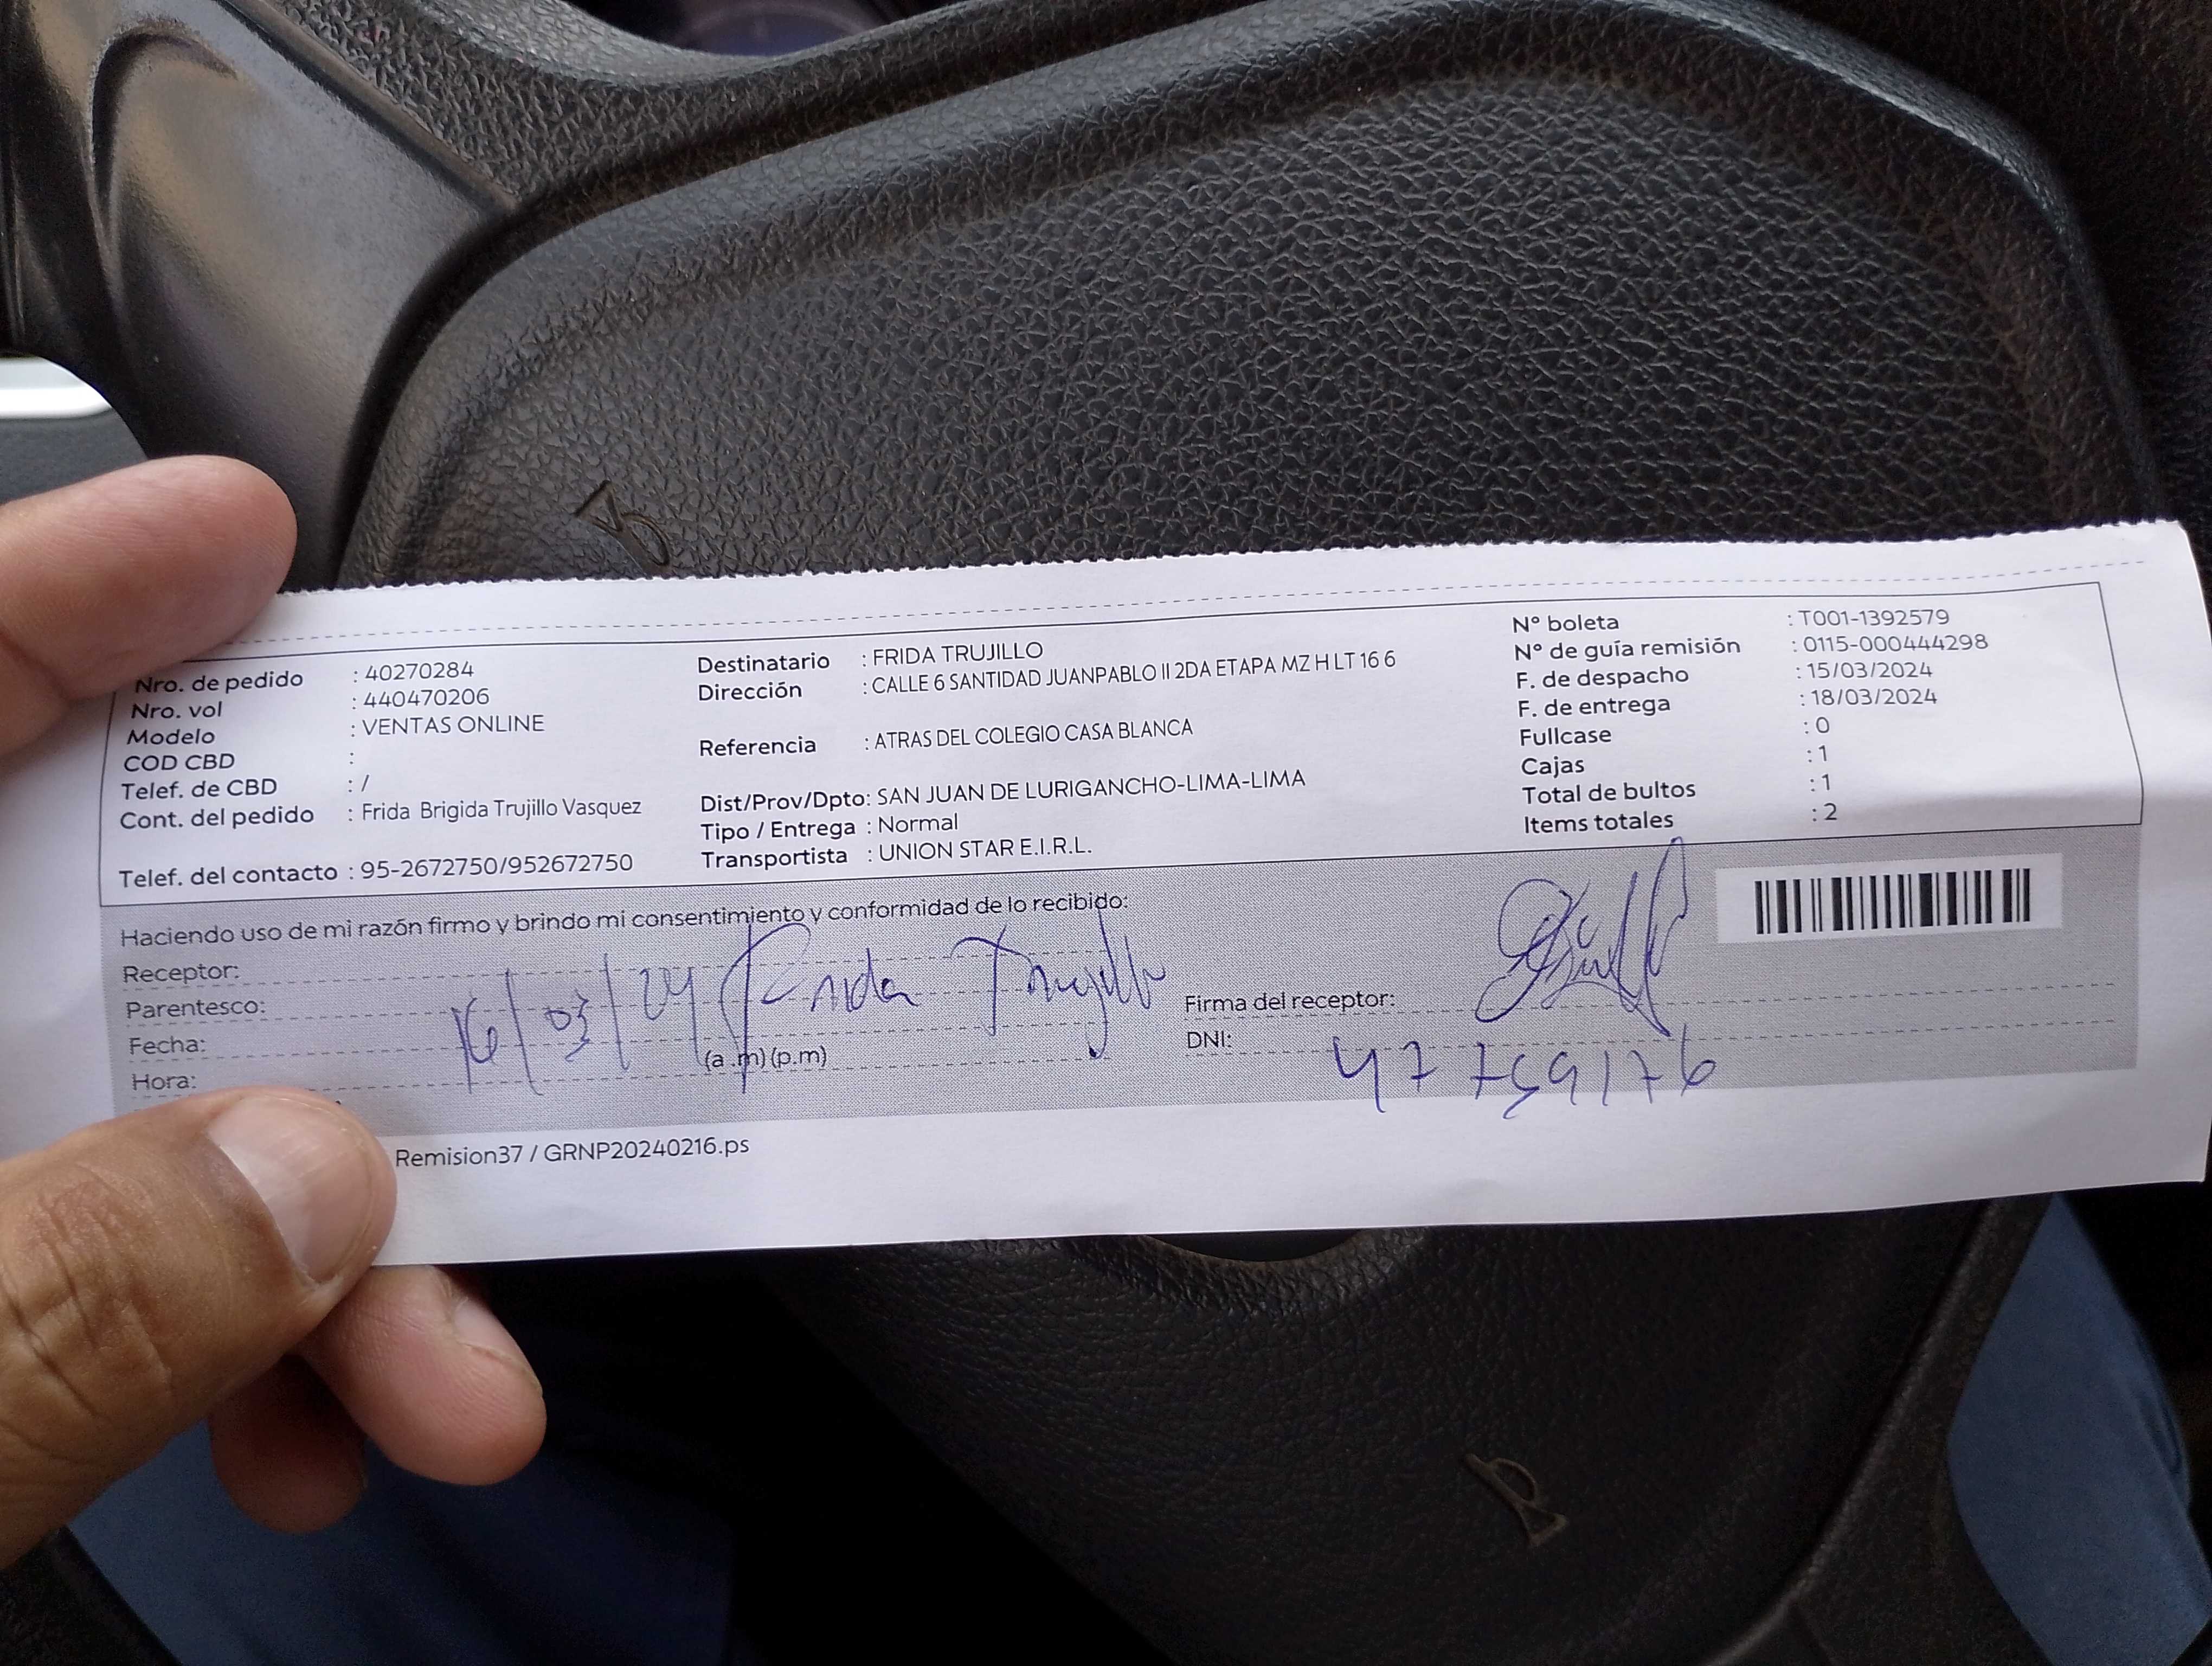 Nro. de pedido : 40270284
Nro. vol : 440470206
Modelo : VENTAS ONLINE
COD CBD :
Telef. de CBD : /
Cont. del pedido : Frida Brigida Trujillo Vasquez
Telef. del contacto : 95-2672750/952672750
Destinatario : FRIDA TRUJILLO
Dirección : CALLE 6 SANTIDAD JUANPABLO II 2DA ETAPA MZ H LT 16 6
Referencia : ATRAS DEL COLEGIO CASA BLANCA
Dist/Prov/Dpto: SAN JUAN DE LURIGANCHO-LIMA-LIMA
Tipo / Entrega : Normal
Transportista : UNION STAR E.I.R.L.
N° boleta : T001-1392579
N° de guía remisión : 0115-000444298
F. de despacho : 15/03/2024
F. de entrega : 18/03/2024
Fullcase : 0
Cajas : 1
Total de bultos : 1
Items totales : 2
Haciendo uso de mi razón firmo y brindo mi consentimiento y conformidad de lo recibido:
Receptor:
Parentesco:
Fecha:
Hora:
16/03/24 Frida Trujillo
(a.m) (p.m)
Firma del receptor:
DNI: 47759176
Remision37 / GRNP20240216.ps